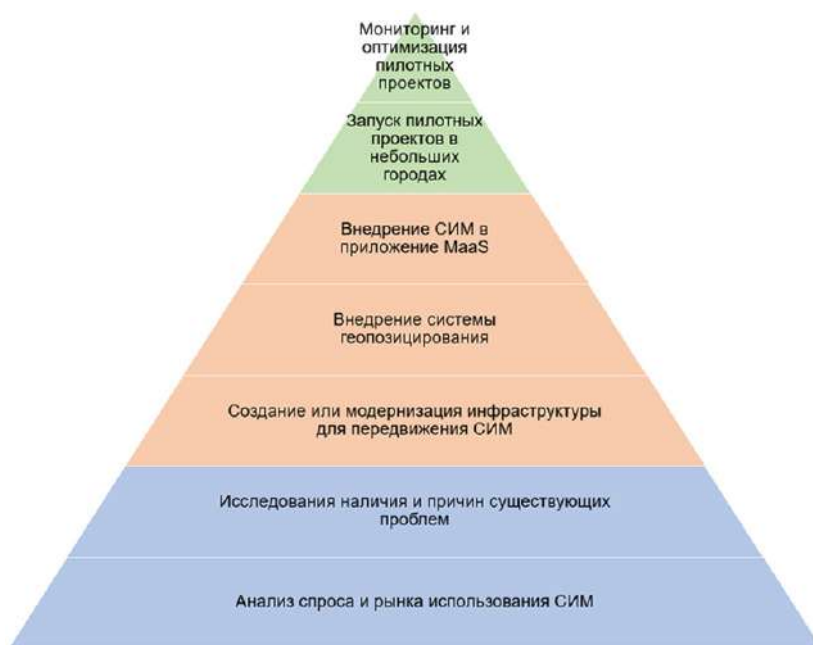 Мониторинг и
оптимизация
пилотных
проектов
Запуск пилотных
проектов в
небольших
городах
Внедрение СИМ в
приложение MaaS
Внедрение системы
геопозицирования
Создание или модернизация инфраструктуры
для передвижения СИМ
Исследования наличия и причин существующих
проблем
Анализ спроса и рынка использования СИМ